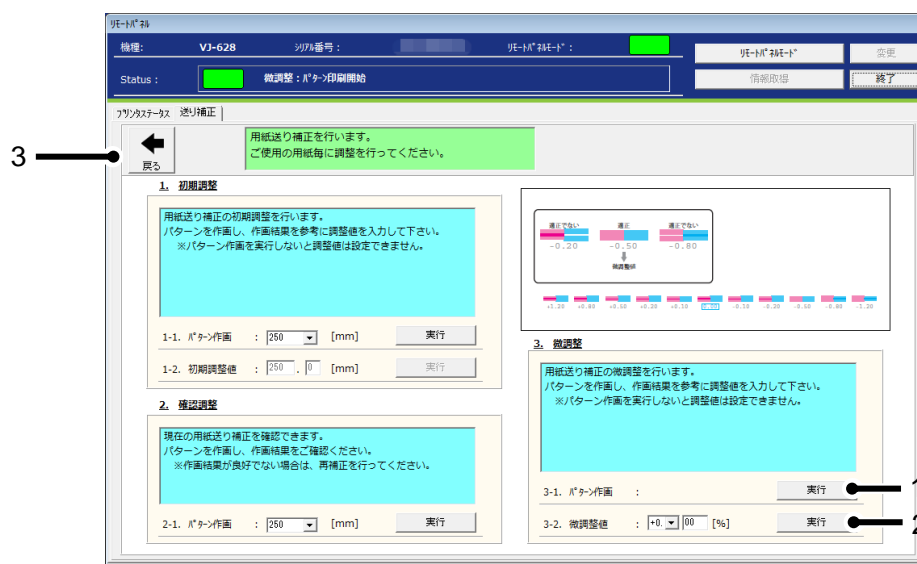 リモートパネル
機種:
VJ-628
シリアル番号:
リモートパネルモード:
リモートパネルモード
変更
Status :
微調整:パターン印刷開始
情報取得
終了
プリンタステータス 送り補正
3
戻る
用紙送り補正を行います。
ご使用の用紙毎に調整を行ってください。
1. 初期調整
用紙送り補正の初期調整を行います。
パターンを作画し、作画結果を参考に調整値を入力して下さい。
※パターン作画を実行しないと調整値は設定できません。
1-1. パターン作画 : 250 [mm] 実行
1-2. 初期調整値 : 250 . 0 [mm] 実行
2. 確認調整
現在の用紙送り補正を確認できます。
パターンを作画し、作画結果をご確認ください。
※作画結果が良好でない場合は、再補正を行ってください。
2-1. パターン作画 : 250 [mm] 実行
適正でない 適正 適正でない
-0.20 -0.50 -0.80
微調整値
+1.20 +0.80 +0.50 +0.20 +0.10 -0.10 -0.20 -0.50 -0.80 -1.20
3. 微調整
用紙送り補正の微調整を行います。
パターンを作画し、作画結果を参考に調整値を入力して下さい。
※パターン作画を実行しないと調整値は設定できません。
3-1. パターン作画 : 実行
1
3-2. 微調整値 : +0. 00 [%] 実行
2